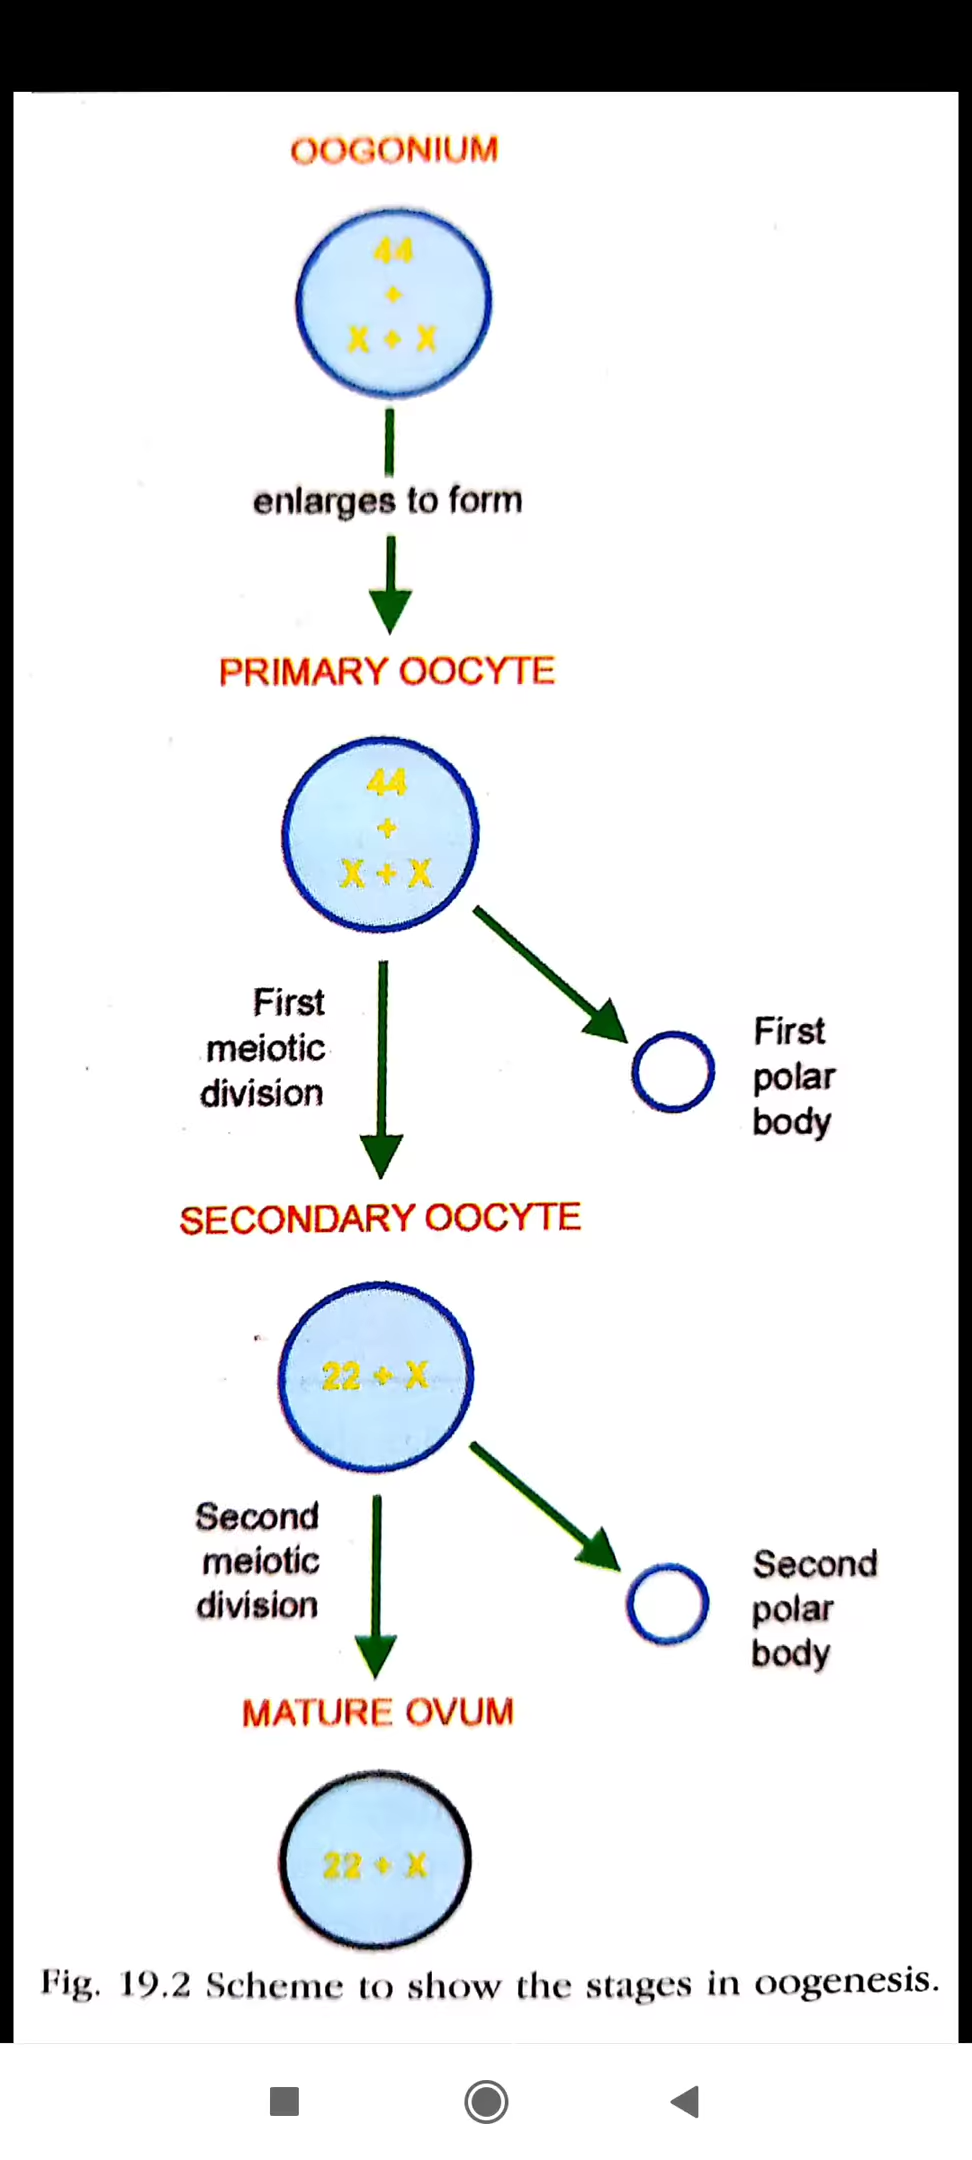 OOGONIUM
44
+
X + X
enlarges to form
PRIMARY OOCYTE
44
+
X + X
First
meiotic
division
First
polar
body
SECONDARY OOCYTE
22 + X
Second
meiotic
division
Second
polar
body
MATURE OVUM
22 + X
Fig. 19.2 Scheme to show the stages in oogenesis.